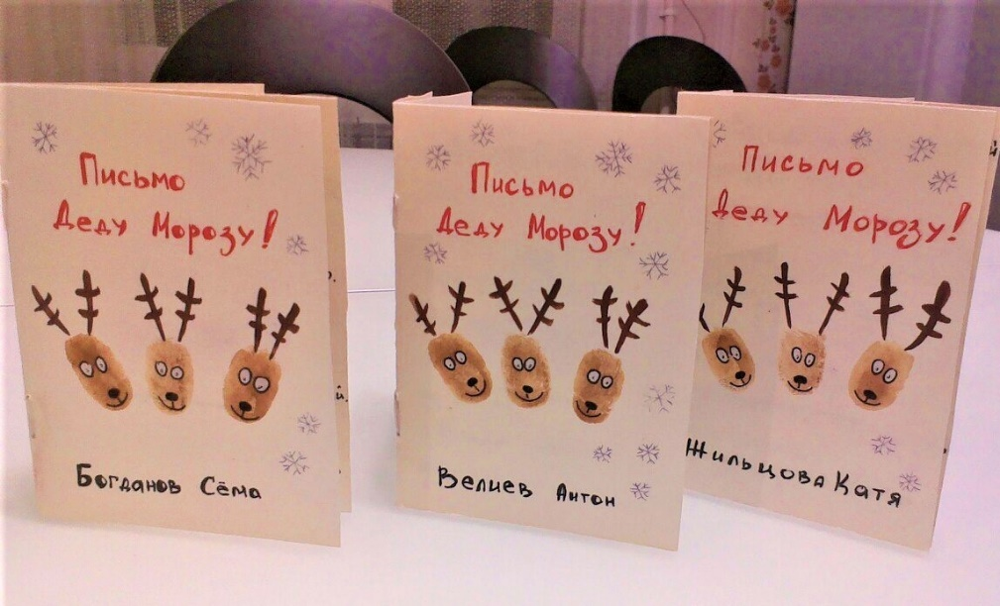 Письмо
Деду Морозу!
Богданов Сёма
Письмо
Деду Морозу!
Велиев Антон
Письмо
Деду Морозу!
Жильцова Катя